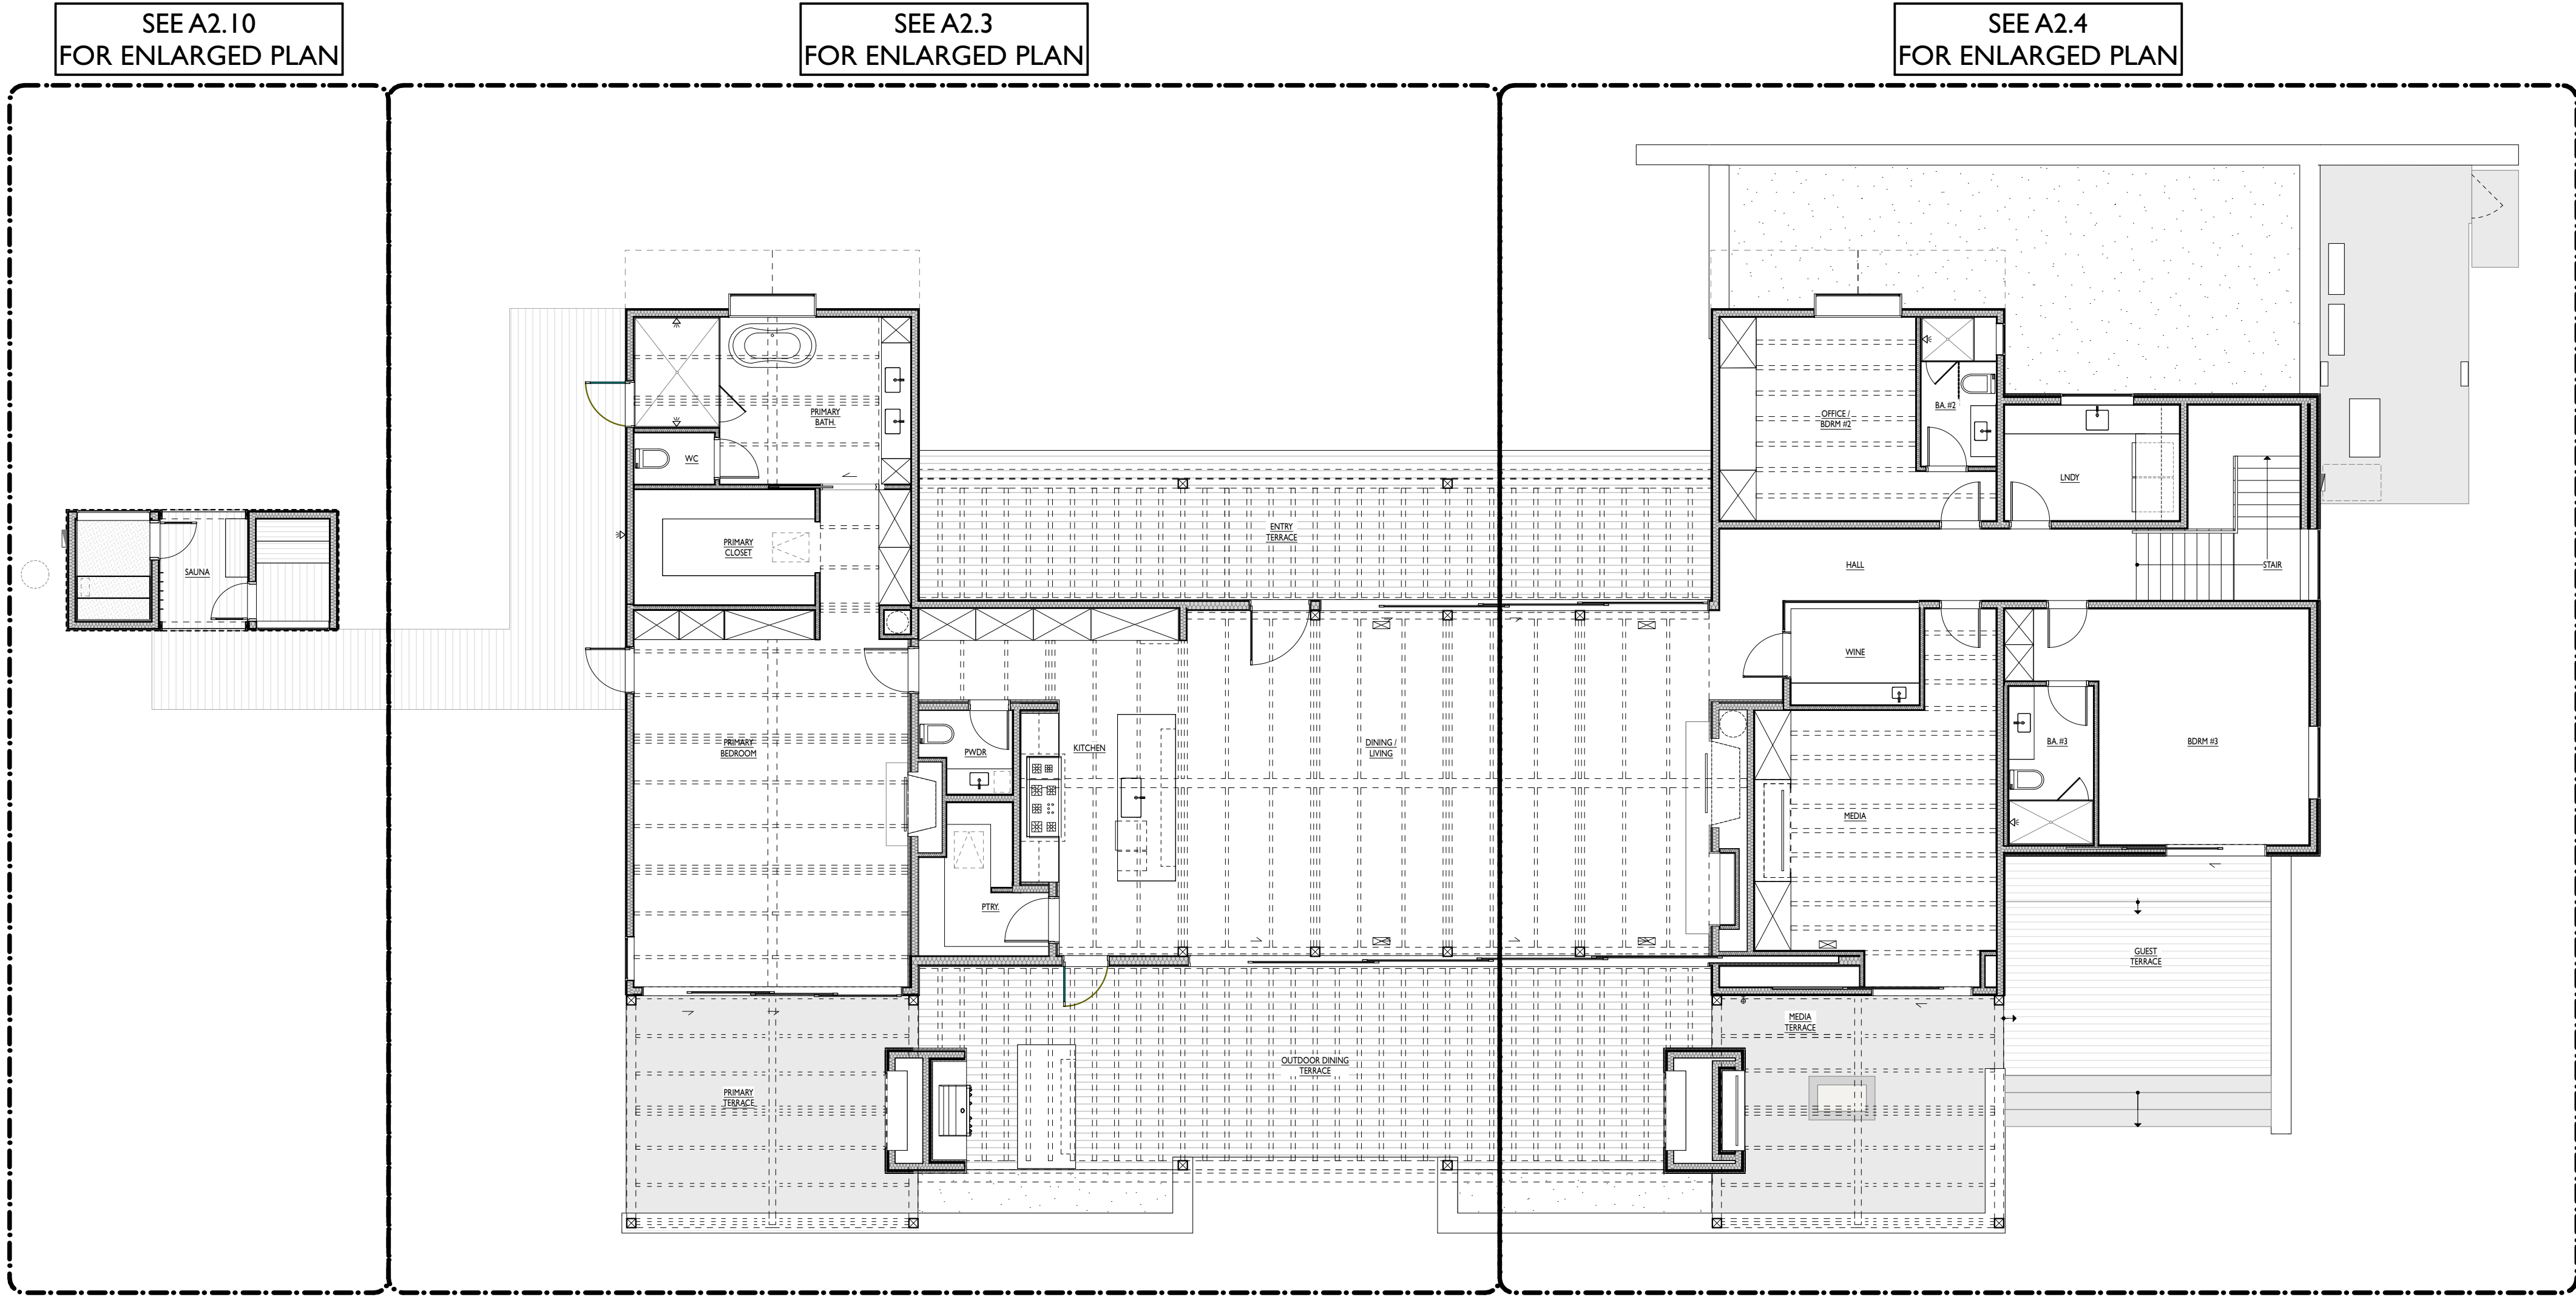 SEE A2.10
FOR ENLARGED PLAN
SEE A2.3
FOR ENLARGED PLAN
SEE A2.4
FOR ENLARGED PLAN
PRIMARY
BATH.
WC
PRIMARY
CLOSET
ENTRY
TERRACE
OFFICE /
BDRM #2
BA. #2
LNDY
SAUNA
HALL
STAIR
WINE
PRIMARY
BEDROOM
PWDR
KITCHEN
DINING /
LIVING
BA. #3
BDRM #3
MEDIA
PTRY.
GUEST
TERRACE
MEDIA
TERRACE
OUTDOOR DINING
TERRACE
PRIMARY
TERRACE